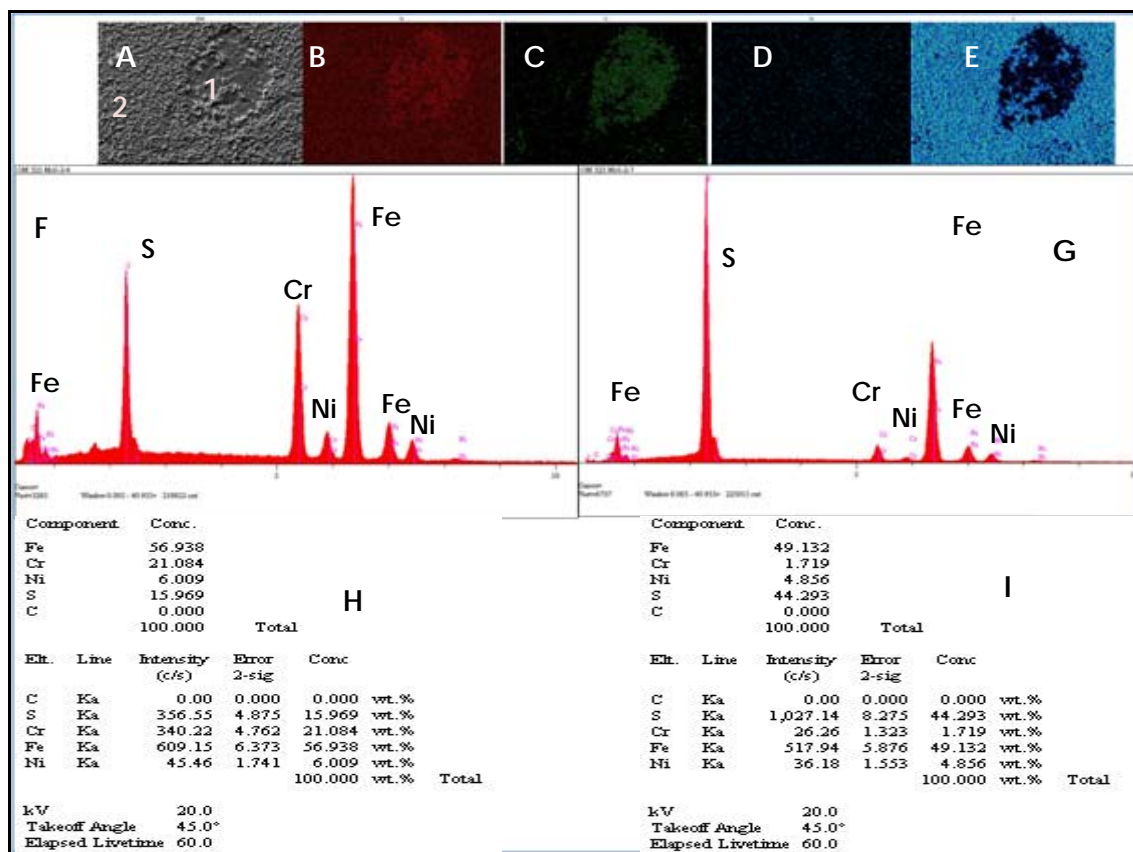 A B C D E
1
2
F
S
Fe
Cr
Fe
Ni
Fe
Ni
G
S
Fe
Fe
Cr
Ni
Fe
Ni
Component Conc.
Fe 56.938
Cr 21.084
Ni 6.009
S 15.969
C 0.000
100.000 Total
H
Elt. Line Intensity Error Conc
(c/s) 2-sig
C Ka 0.00 0.000 0.000 wt.%
S Ka 356.55 4.875 15.969 wt.%
Cr Ka 340.22 4.762 21.084 wt.%
Fe Ka 609.15 6.373 56.938 wt.%
Ni Ka 45.46 1.741 6.009 wt.%
100.000 wt.% Total
kV 20.0
Takeoff Angle 45.0°
Elapsed Livetime 60.0
Component Conc.
Fe 49.132
Cr 1.719
Ni 4.856
S 44.293
C 0.000
100.000 Total
I
Elt. Line Intensity Error Conc
(c/s) 2-sig
C Ka 0.00 0.000 0.000 wt.%
S Ka 1,027.14 8.275 44.293 wt.%
Cr Ka 26.26 1.323 1.719 wt.%
Fe Ka 517.94 5.876 49.132 wt.%
Ni Ka 36.18 1.553 4.856 wt.%
100.000 wt.% Total
kV 20.0
Takeoff Angle 45.0°
Elapsed Livetime 60.0